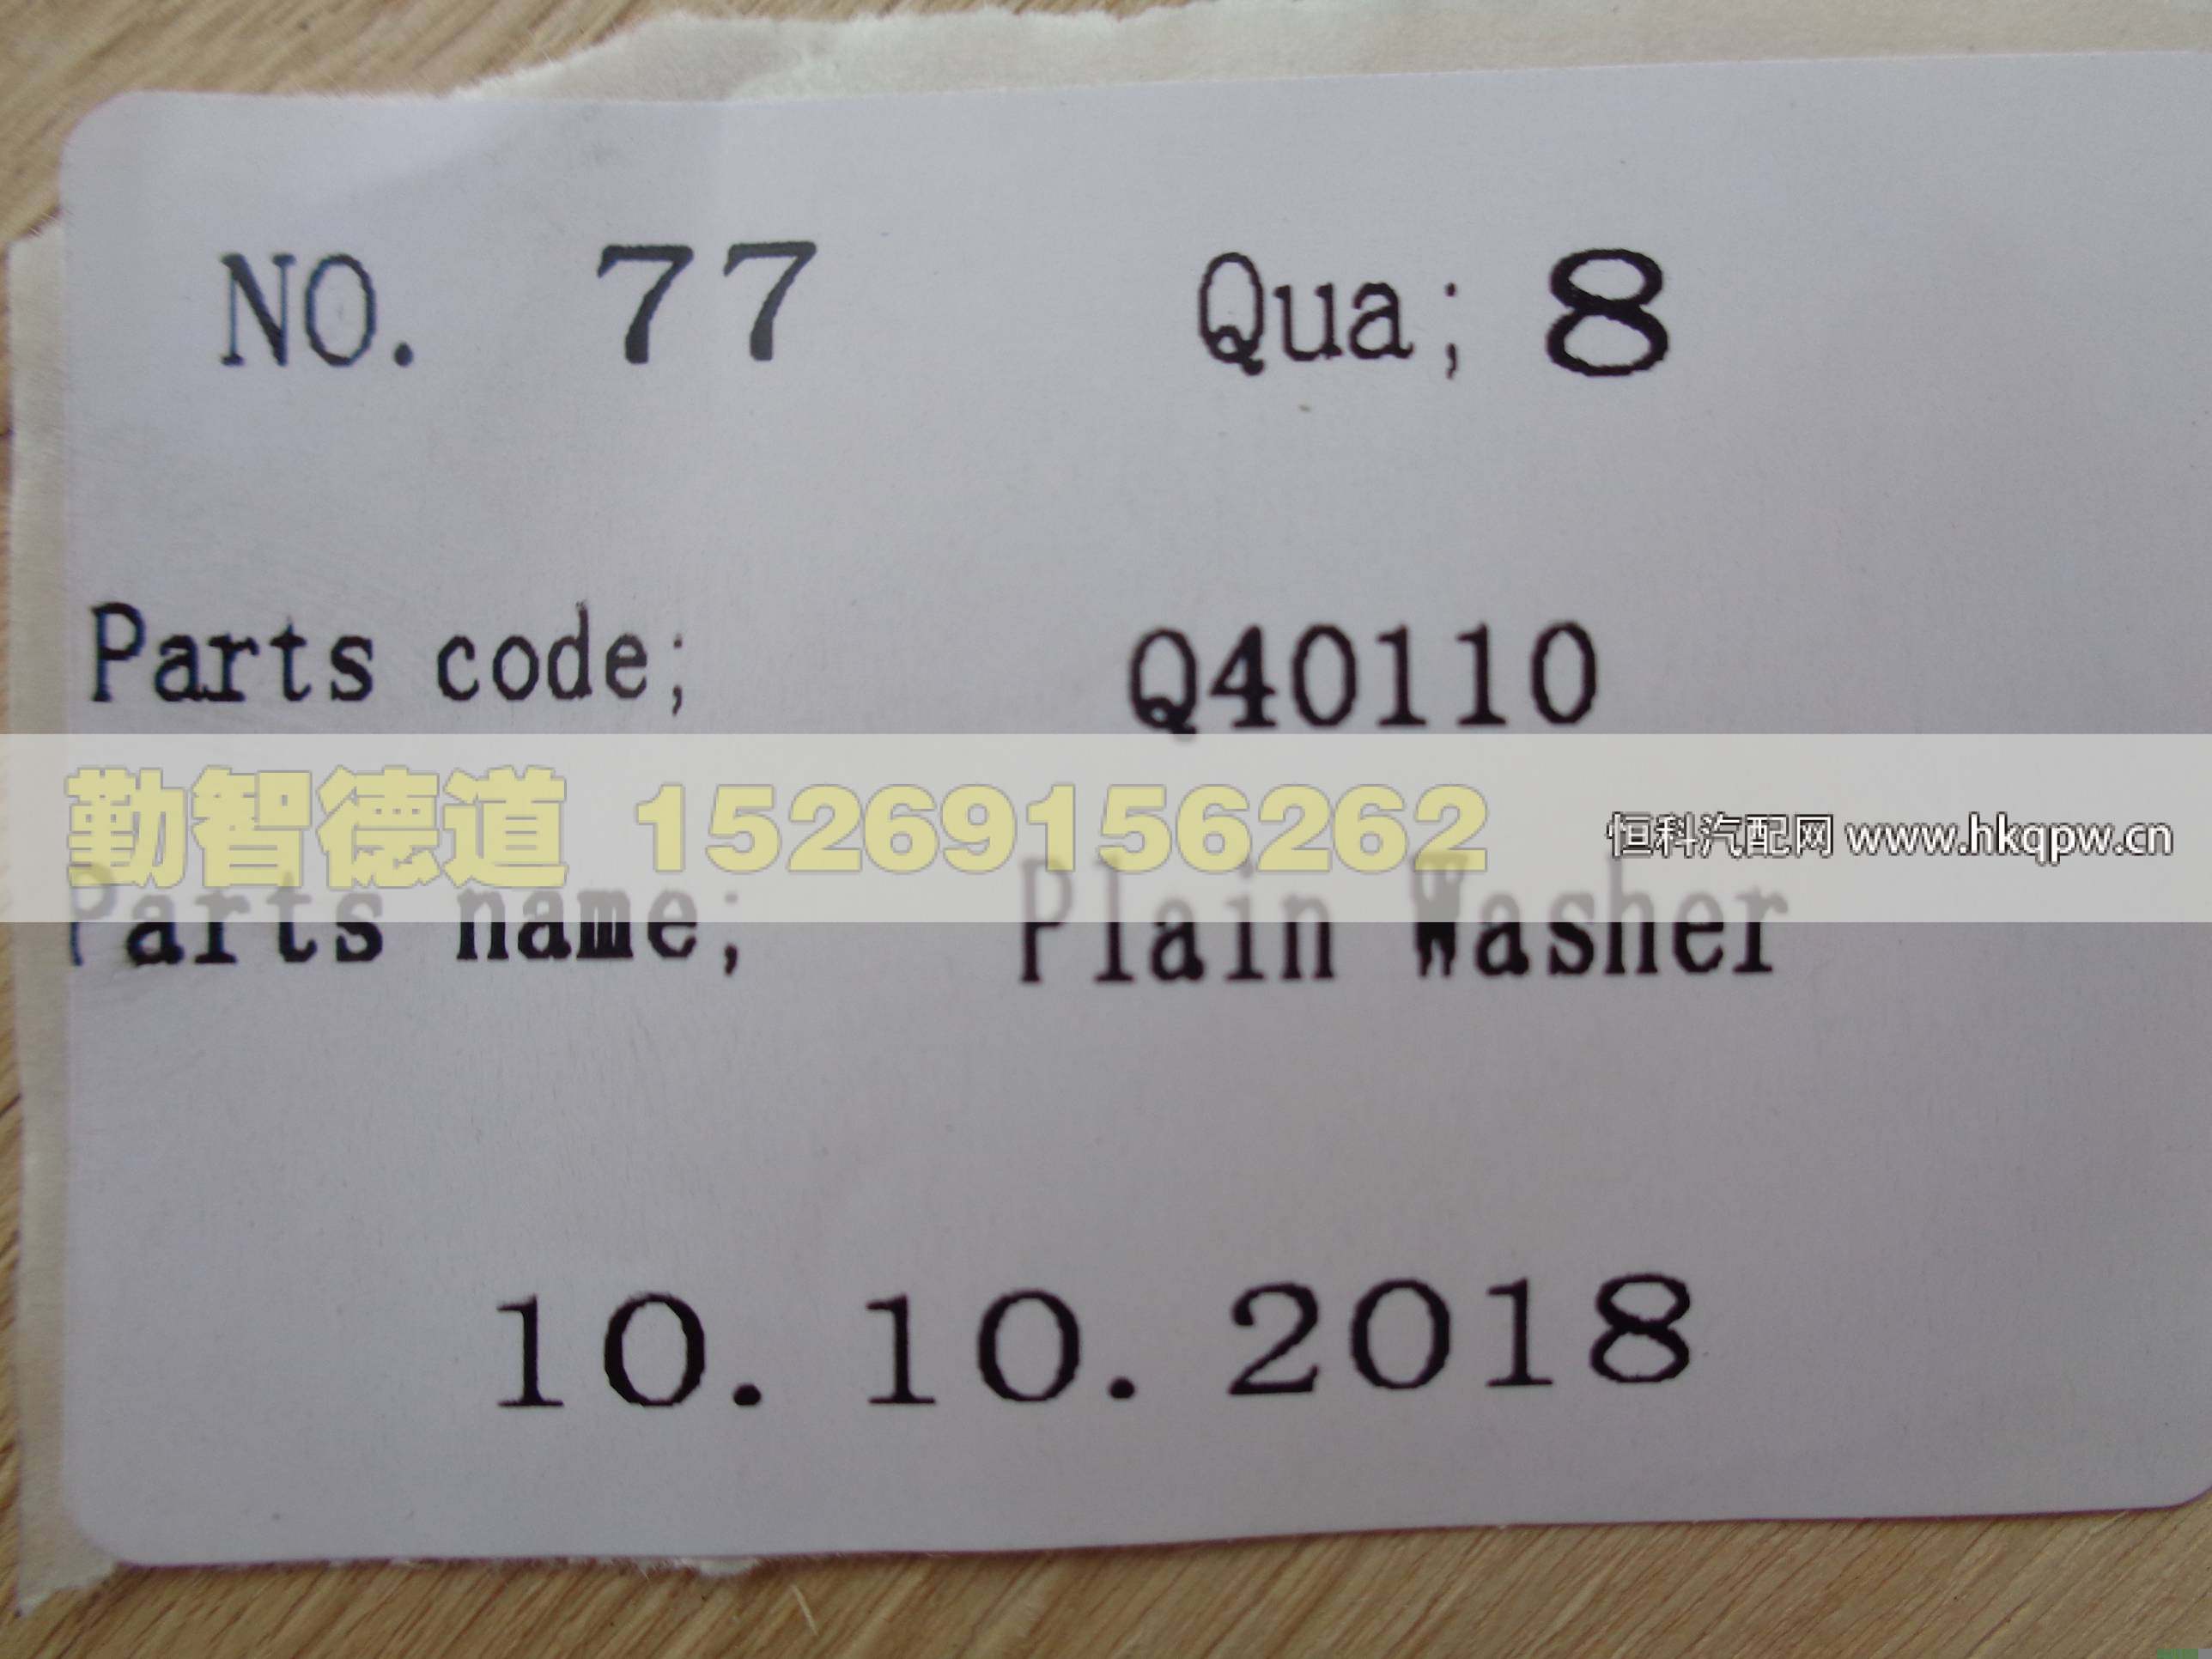 NO. 77 Qua; 8
Parts code; Q40110
勤智德道 15269156262 恒科汽配网 www.hkqpw.cn
Parts name; Plain Washer
10.10.2018